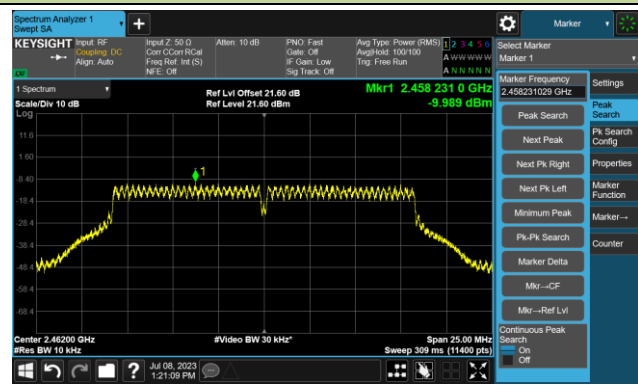 Spectrum Analyzer 1
Swept SA
+
Marker
KEYSIGHT
Input: RF
Coupling: DC
Align: Auto
Input Z: 50 Ω
Corr CCorr RCal
Freq Ref: Int (S)
NFE: Off
Atten: 10 dB
PNO: Fast
Gate: Off
IF Gain: Low
Sig Track: Off
Avg Type: Power (RMS)
Avg|Hold: 100/100
Trig: Free Run
1 2 3 4 5 6
A W W W W W
A N N N N N
Select Marker
Marker 1
1 Spectrum
Scale/Div 10 dB
Log
Ref Lvl Offset 21.60 dB
Ref Level 21.60 dBm
Mkr1 2.458 231 0 GHz
-9.989 dBm
11.6
1.60
-8.40
-18.4
-28.4
-38.4
-48.4
-58.4
-68.4
1
Center 2.46200 GHz
#Res BW 10 kHz
#Video BW 30 kHz*
Span 25.00 MHz
Sweep 309 ms (11400 pts)
Marker Frequency
2.458231029 GHz
Peak Search
Next Peak
Next Pk Right
Next Pk Left
Minimum Peak
Pk-Pk Search
Marker Delta
Mkr→CF
Mkr→Ref Lvl
Continuous Peak
Search
On
Off
Settings
Peak
Search
Pk Search
Config
Properties
Marker
Function
Marker→
Counter
?
Jul 08, 2023
1:21:09 PM